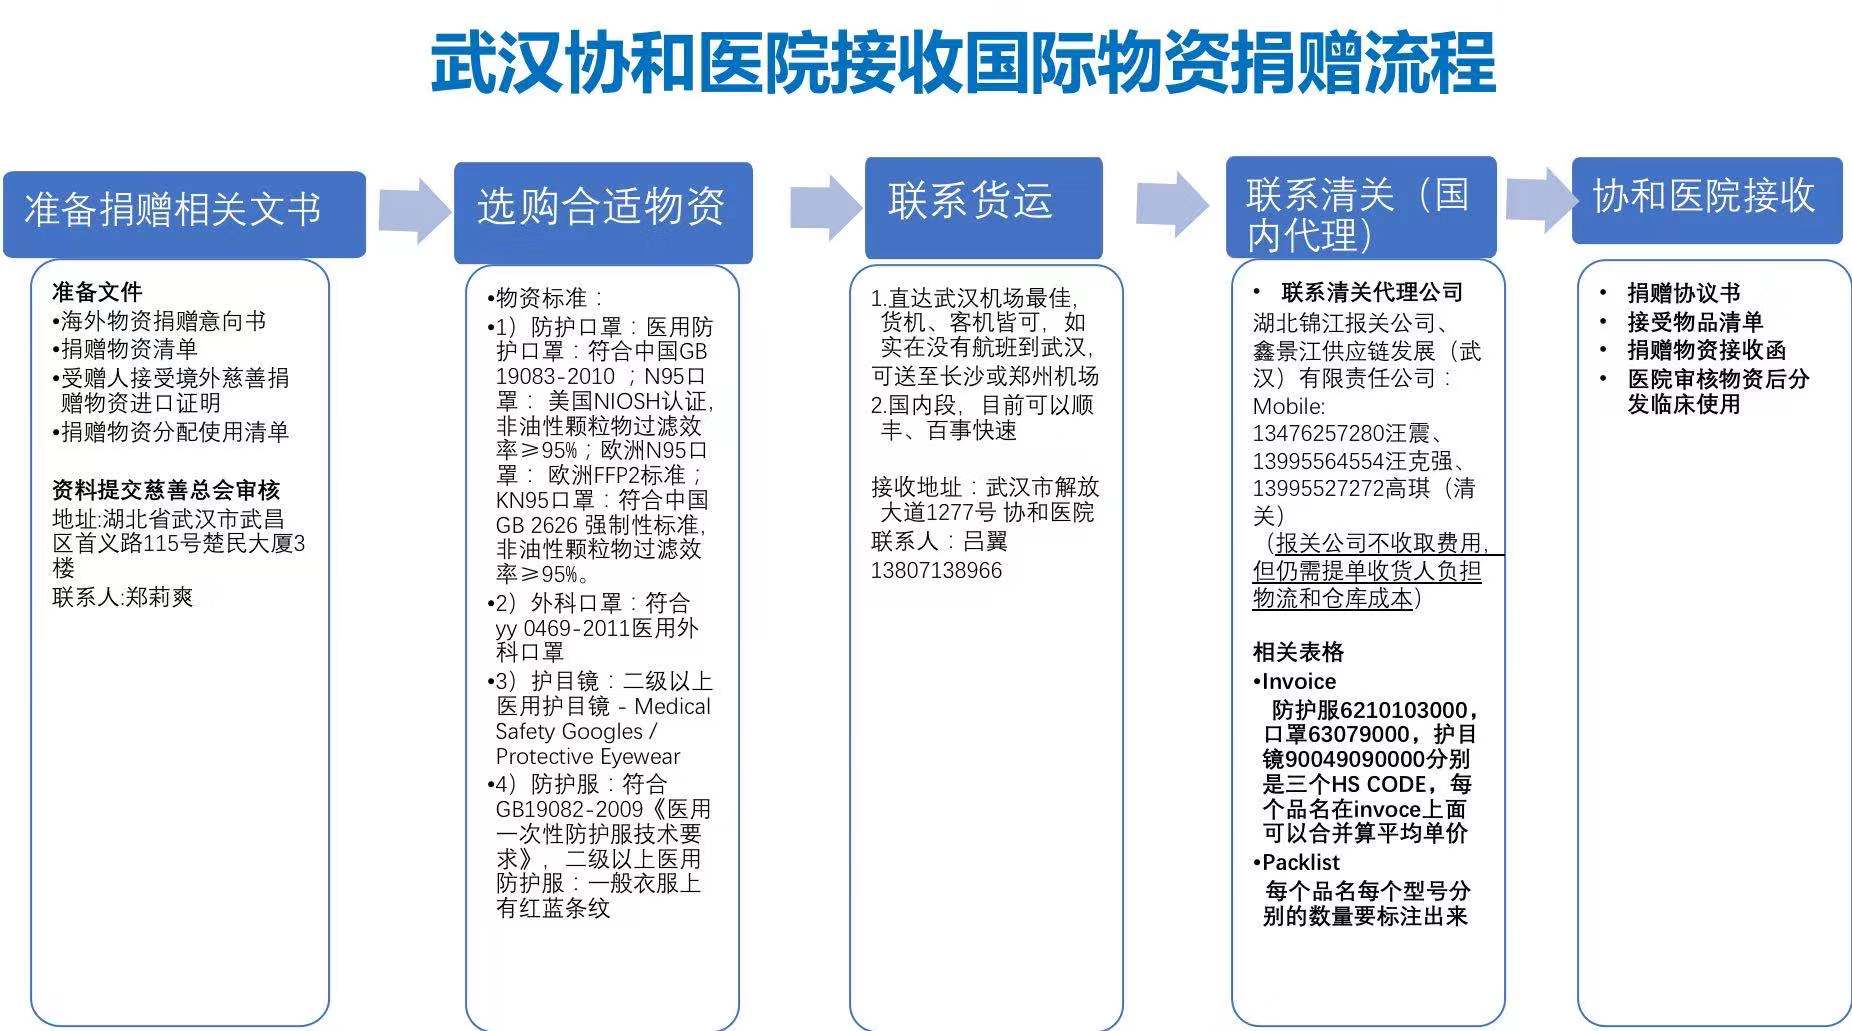 武汉协和医院接收国际物资捐赠流程
准备捐赠相关文书
准备文件
•海外物资捐赠意向书
•捐赠物资清单
•受赠人接受境外慈善捐
赠物资进口证明
•捐赠物资分配使用清单
资料提交慈善总会审核
地址:湖北省武汉市武昌
区首义路115号楚民大厦3
楼
联系人:郑莉爽
选购合适物资
•物资标准：
•1）防护口罩：医用防
护口罩：符合中国GB
19083-2010 ；N95口
罩： 美国NIOSH认证，
非油性颗粒物过滤效
率≥95%；欧洲N95口
罩： 欧洲FFP2标准；
KN95口罩：符合中国
GB 2626 强制性标准，
非油性颗粒物过滤效
率≥95%。
•2）外科口罩：符合
yy 0469-2011医用外
科口罩
•3）护目镜：二级以上
医用护目镜 - Medical
Safety Googles /
Protective Eyewear
•4）防护服：符合
GB19082-2009《医用
一次性防护服技术要
求》，二级以上医用
防护服：一般衣服上
有红蓝条纹
联系货运
1.直达武汉机场最佳，
货机、客机皆可，如
实在没有航班到武汉，
可送至长沙或郑州机场
2.国内段，目前可以顺
丰、百事快速
接收地址：武汉市解放
大道1277号 协和医院
联系人：吕翼
13807138966
联系清关（国
内代理）
• 联系清关代理公司
湖北锦江报关公司、
鑫景江供应链发展（武
汉）有限责任公司：
Mobile:
13476257280汪震、
13995564554汪克强、
13995527272高琪（清
关）
（报关公司不收取费用，
但仍需提单收货人负担
物流和仓库成本）
相关表格
•Invoice
防护服6210103000，
口罩63079000，护目
镜90049090000分别
是三个HS CODE，每
个品名在invoce上面
可以合并算平均单价
•Packlist
每个品名每个型号分
别的数量要标注出来
协和医院接收
• 捐赠协议书
• 接受物品清单
• 捐赠物资接收函
• 医院审核物资后分
发临床使用